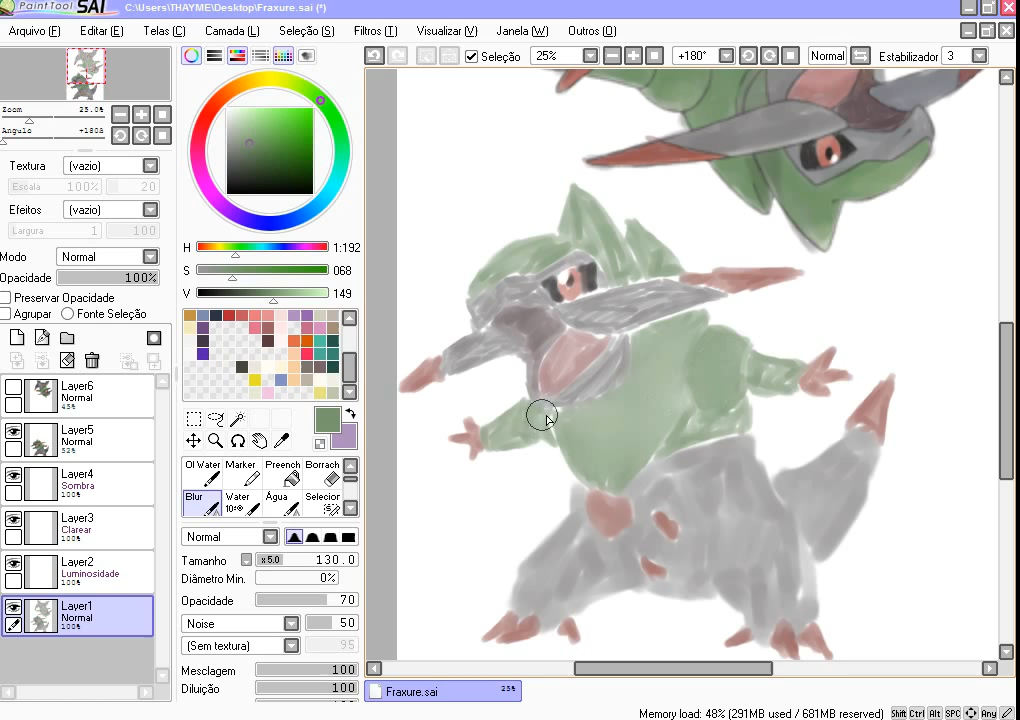 PaintTool SAI C:\Users\THAYME\Desktop\Fraxure.sai (*)
Arquivo (F) Editar (E) Telas (C) Camada (L) Seleção (S) Filtros (T) Visualizar (V) Janela (W) Outros (O)
Seleção 25% +180° Normal Estabilizador 3
Zoom 25.0%
Angulo +180°
Textura (vazio)
Escala 100% 20
Efeitos (vazio)
Largura 1 100
Modo Normal
Opacidade 100%
Preservar Opacidade
Agrupar Fonte Seleção
Layer6
Normal
45%
Layer5
Normal
52%
Layer4
Sombra
100%
Layer3
Clarear
100%
Layer2
Luminosidade
100%
Layer1
Normal
100%
H 1:192
S 068
V 149
Ol Water Marker Preench Borrach
Blur Water Água Selecior
Normal
Tamanho x 5.0 130.0
Diâmetro Min. 0%
Opacidade 70
Noise 50
(Sem textura) 95
Mesclagem 100
Diluição 100
Fraxure.sai 25%
Memory load: 48% (291MB used / 681MB reserved) Shift Ctrl Alt SPC Any